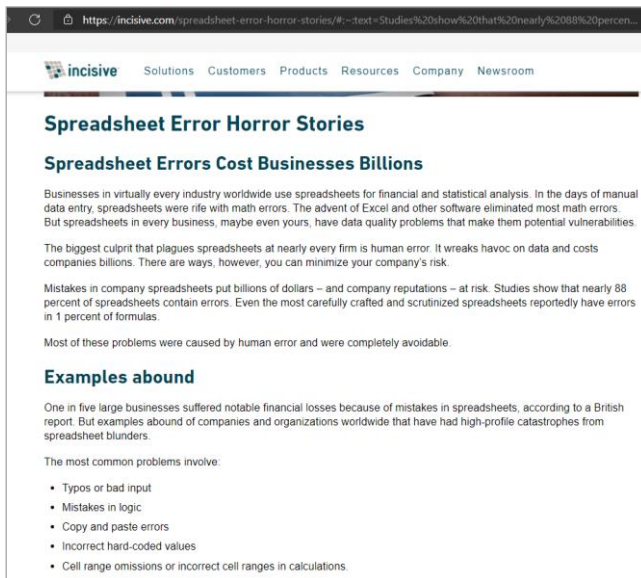 https://incisive.com/spreadsheet-error-horror-stories/#:~:text=Studies%20show%20that%20nearly%2088%20percen...
incisive Solutions Customers Products Resources Company Newsroom
Spreadsheet Error Horror Stories
Spreadsheet Errors Cost Businesses Billions
Businesses in virtually every industry worldwide use spreadsheets for financial and statistical analysis. In the days of manual
data entry, spreadsheets were rife with math errors. The advent of Excel and other software eliminated most math errors.
But spreadsheets in every business, maybe even yours, have data quality problems that make them potential vulnerabilities.
The biggest culprit that plagues spreadsheets at nearly every firm is human error. It wreaks havoc on data and costs
companies billions. There are ways, however, you can minimize your company's risk.
Mistakes in company spreadsheets put billions of dollars – and company reputations – at risk. Studies show that nearly 88
percent of spreadsheets contain errors. Even the most carefully crafted and scrutinized spreadsheets reportedly have errors
in 1 percent of formulas.
Most of these problems were caused by human error and were completely avoidable.
Examples abound
One in five large businesses suffered notable financial losses because of mistakes in spreadsheets, according to a British
report. But examples abound of companies and organizations worldwide that have had high-profile catastrophes from
spreadsheet blunders.
The most common problems involve:
• Typos or bad input
• Mistakes in logic
• Copy and paste errors
• Incorrect hard-coded values
• Cell range omissions or incorrect cell ranges in calculations.